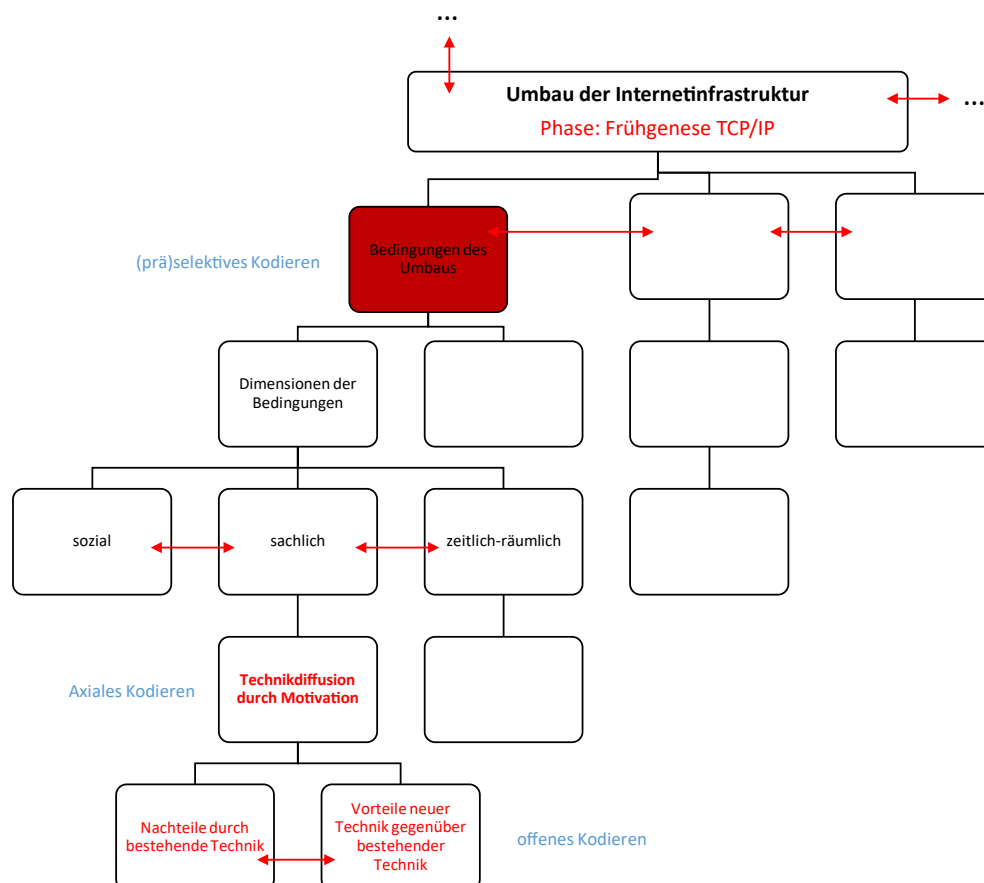 ...
Umbau der Internetinfrastruktur
Phase: Frühgenese TCP/IP
...
(prä)selektives Kodieren
Bedingungen des
Umbaus
Dimensionen der
Bedingungen
sozial
sachlich
zeitlich-räumlich
Axiales Kodieren
Technikdiffusion
durch Motivation
Nachteile durch
bestehende Technik
Vorteile neuer
Technik gegenüber
bestehender
Technik
offenes Kodieren